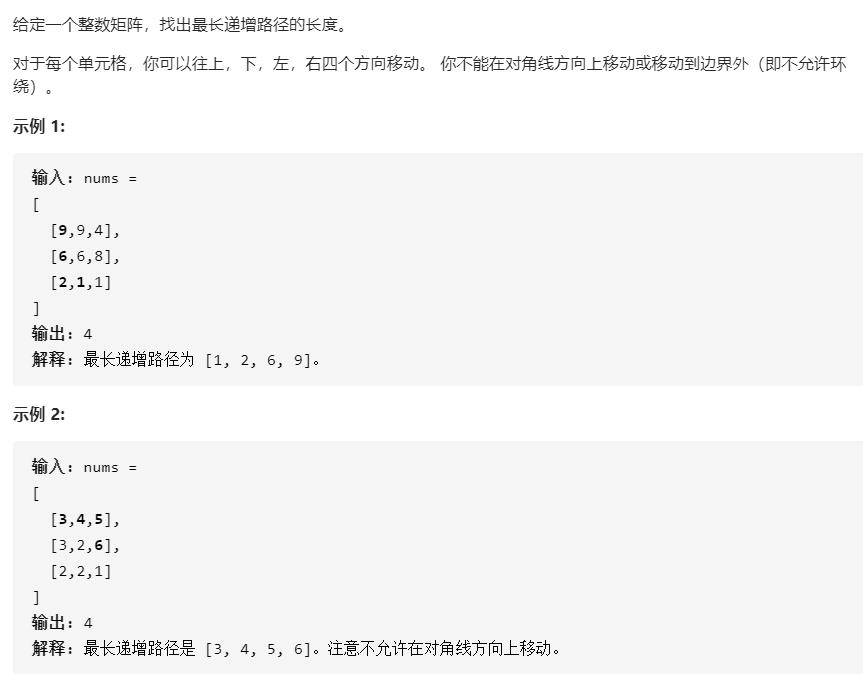 给定一个整数矩阵，找出最长递增路径的长度。
对于每个单元格，你可以往上，下，左，右四个方向移动。 你不能在对角线方向上移动或移动到边界外（即不允许环
绕）。
示例 1:
输入: nums =
[
  [9,9,4],
  [6,6,8],
  [2,1,1]
]
输出: 4
解释: 最长递增路径为 [1, 2, 6, 9]。
示例 2:
输入: nums =
[
  [3,4,5],
  [3,2,6],
  [2,2,1]
]
输出: 4
解释: 最长递增路径是 [3, 4, 5, 6]。注意不允许在对角线方向上移动。